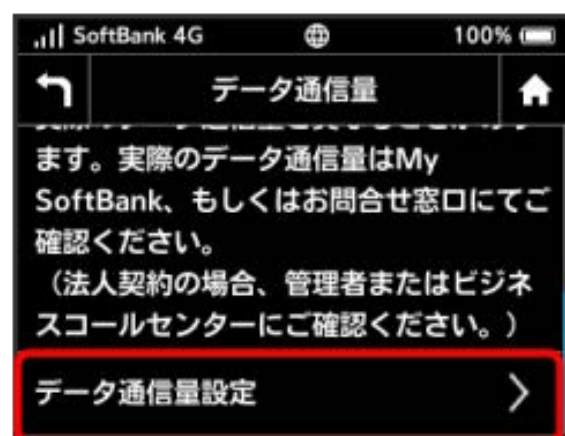 SoftBank 4G 100%
データ通信量
ます。実際のデータ通信量はMy
SoftBank、もしくはお問合せ窓口にてご
確認ください。
（法人契約の場合、管理者またはビジネ
スコールセンターにご確認ください。）
データ通信量設定